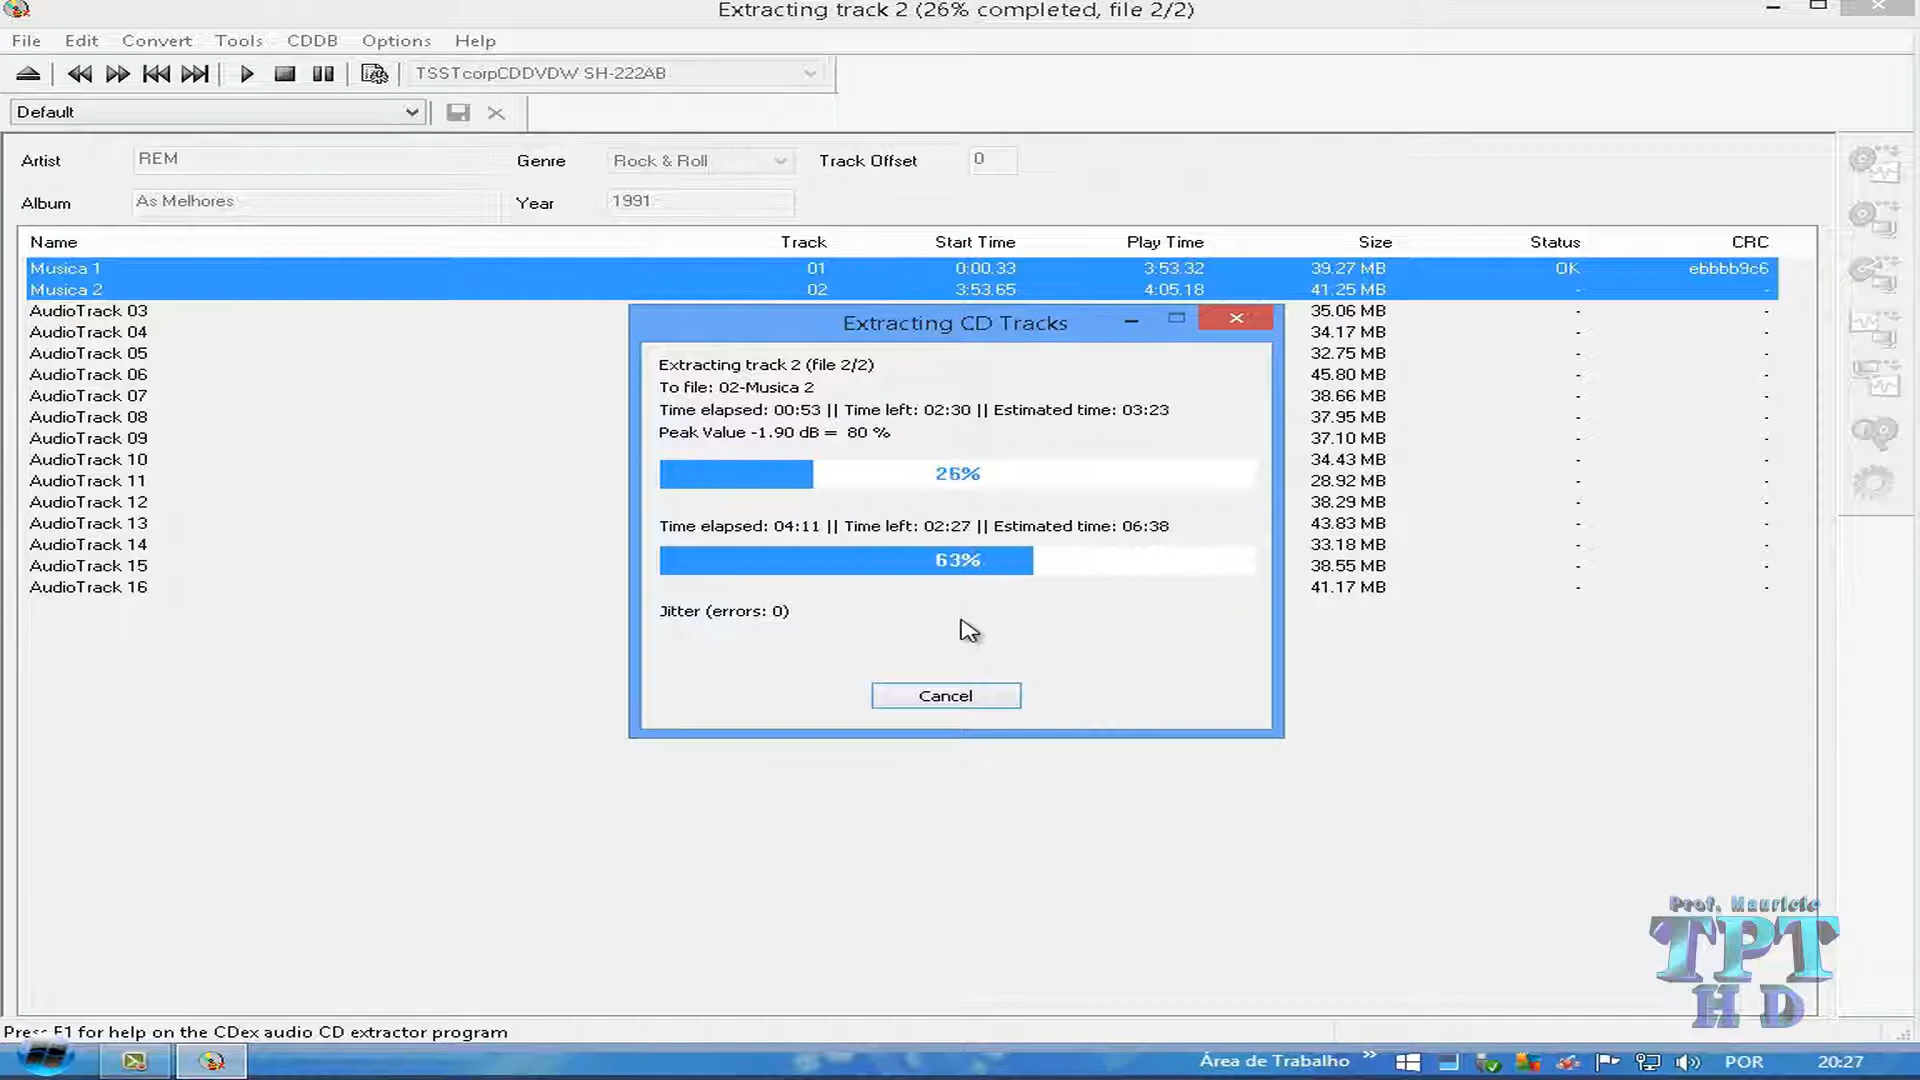 Extracting track 2 (26% completed, file 2/2)
File Edit Convert Tools CDDB Options Help
TSSTcorpCDDVDW SH-222AB
Default
Artist REM Genre Rock & Roll Track Offset 0
Album As Melhores Year 1991
Name Track Start Time Play Time Size Status CRC
Musica 1 01 0:00.33 3:53.32 39.27 MB OK ebbbb9c6
Musica 2 02 3:53.65 4:05.18 41.25 MB - -
AudioTrack 03 35.06 MB - -
AudioTrack 04 34.17 MB - -
AudioTrack 05 32.75 MB - -
AudioTrack 06 45.80 MB - -
AudioTrack 07 38.66 MB - -
AudioTrack 08 37.95 MB - -
AudioTrack 09 37.10 MB - -
AudioTrack 10 34.43 MB - -
AudioTrack 11 28.92 MB - -
AudioTrack 12 38.29 MB - -
AudioTrack 13 43.83 MB - -
AudioTrack 14 33.18 MB - -
AudioTrack 15 38.55 MB - -
AudioTrack 16 41.17 MB - -
Extracting CD Tracks
Extracting track 2 (file 2/2)
To file: 02-Musica 2
Time elapsed: 00:53 || Time left: 02:30 || Estimated time: 03:23
Peak Value -1.90 dB = 80 %
26%
Time elapsed: 04:11 || Time left: 02:27 || Estimated time: 06:38
63%
Jitter (errors: 0)
Cancel
Prof. Mauricio
TPT
HD
Press F1 for help on the CDex audio CD extractor program
Área de Trabalho » POR 20:27